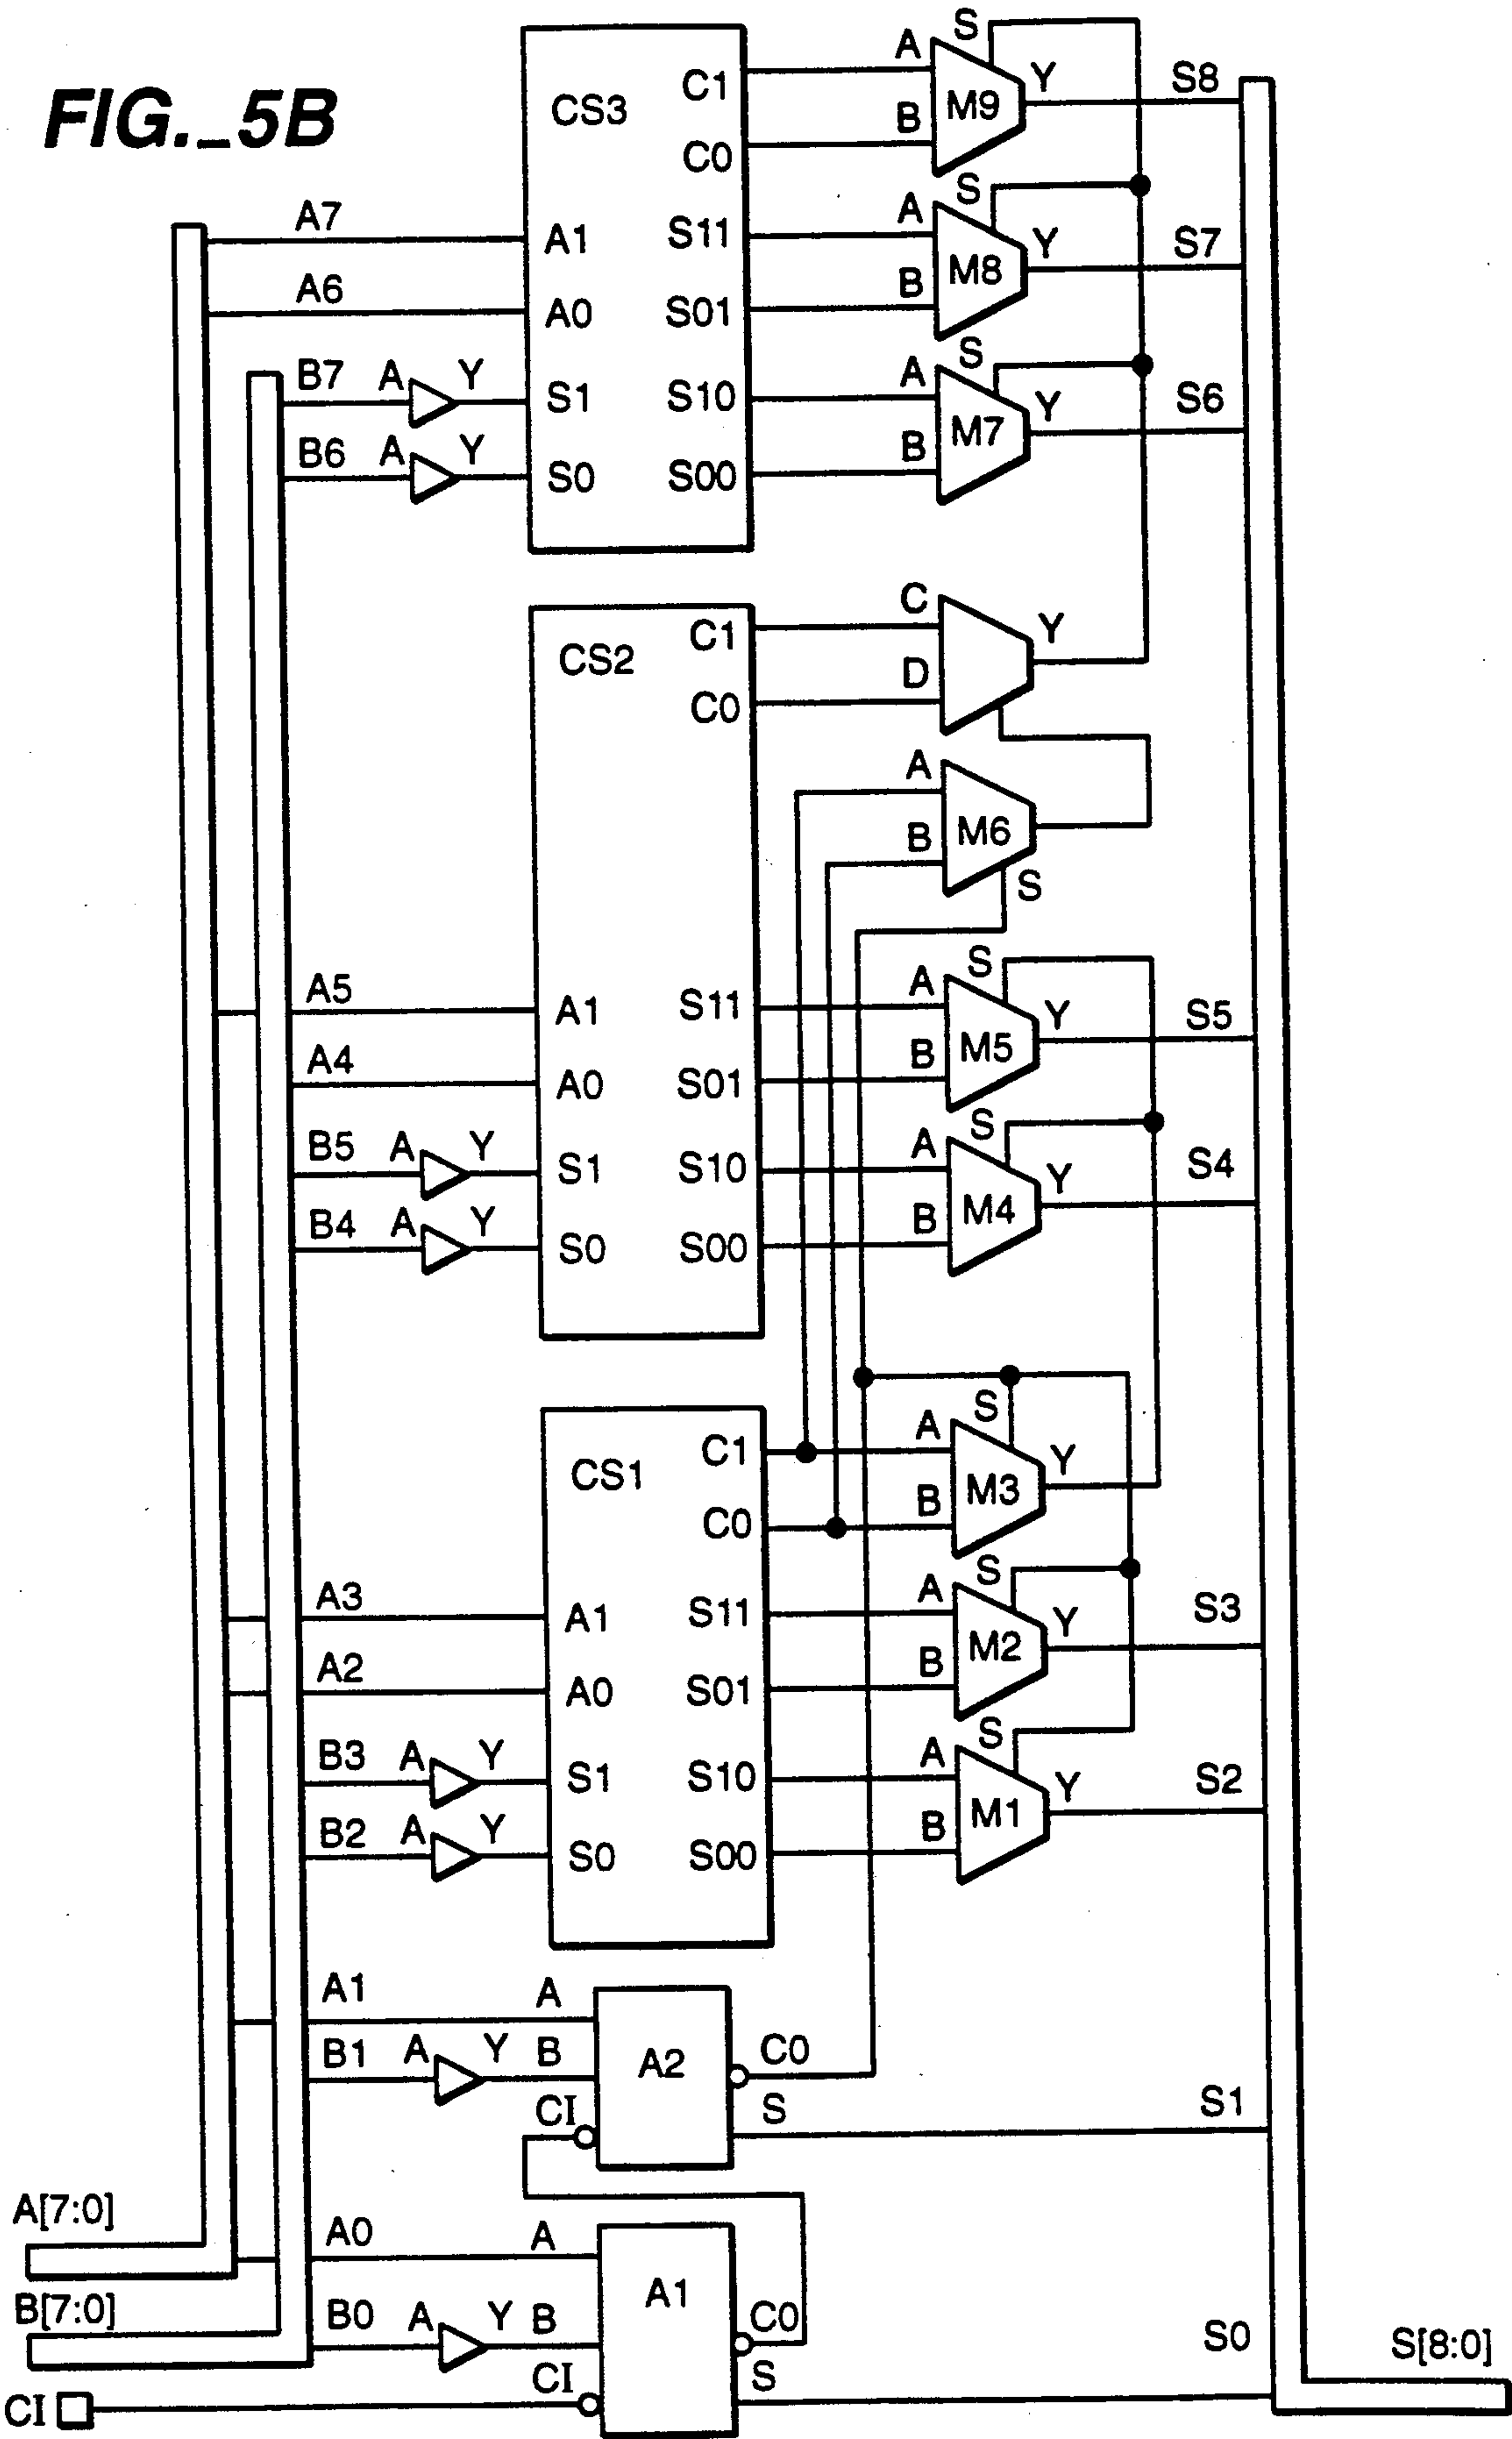 FIG._5B
CS3
C1
C0
S11
S01
S10
S00
A1
A0
S1
S0
A7
A6
B7 A Y
B6 A Y
A B S M9 Y S8
A B S M8 Y S7
A B S M7 Y S6
CS2
C1
C0
S11
S01
S10
S00
A1
A0
S1
S0
A5
A4
B5 A Y
B4 A Y
C D Y
A B M6 S
A B S M5 Y S5
A B S M4 Y S4
CS1
C1
C0
S11
S01
S10
S00
A1
A0
S1
S0
A3
A2
B3 A Y
B2 A Y
A B S M3 Y
A B S M2 Y S3
A B S M1 Y S2
A1 A
B1 A Y B
CI
A2
C0
S S1
A[7:0]
A0 A
B[7:0]
B0 A Y B
CI CI
A1
C0
S S0
S[8:0]